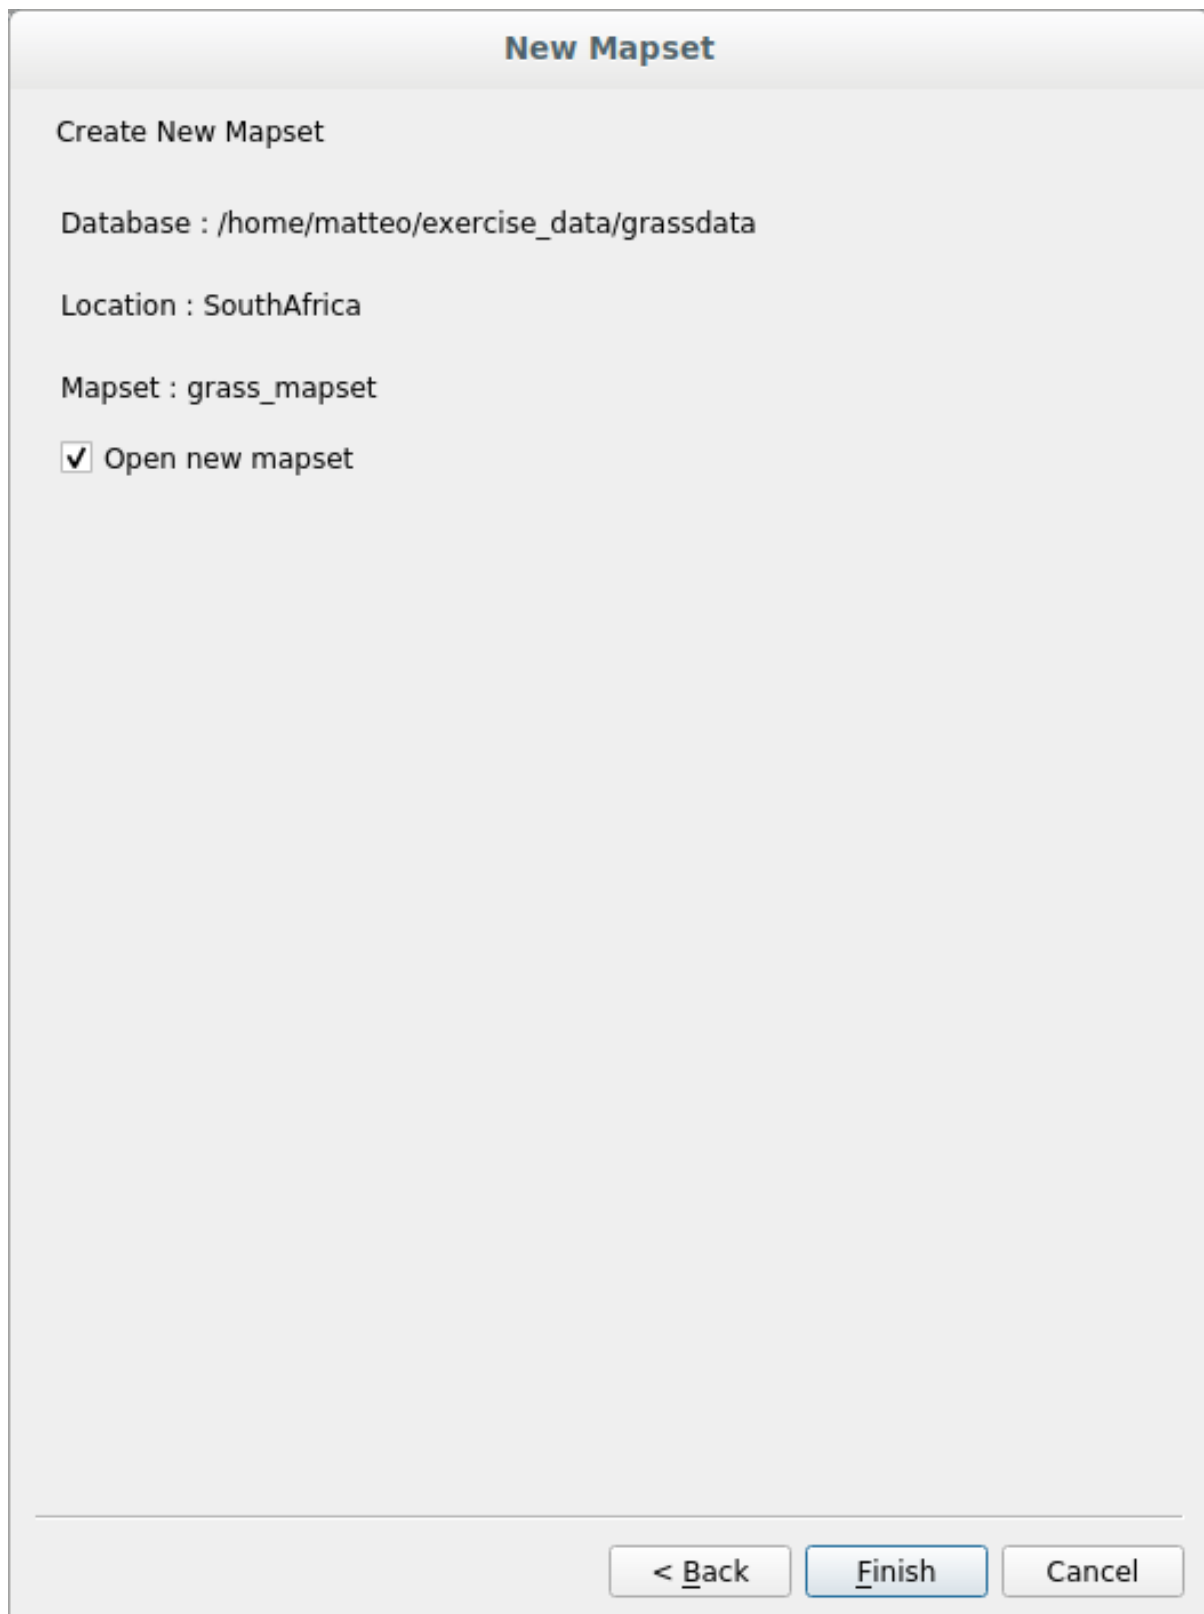 New Mapset
Create New Mapset
Database : /home/matteo/exercise_data/grassdata
Location : SouthAfrica
Mapset : grass_mapset
Open new mapset
< Back
Finish
Cancel